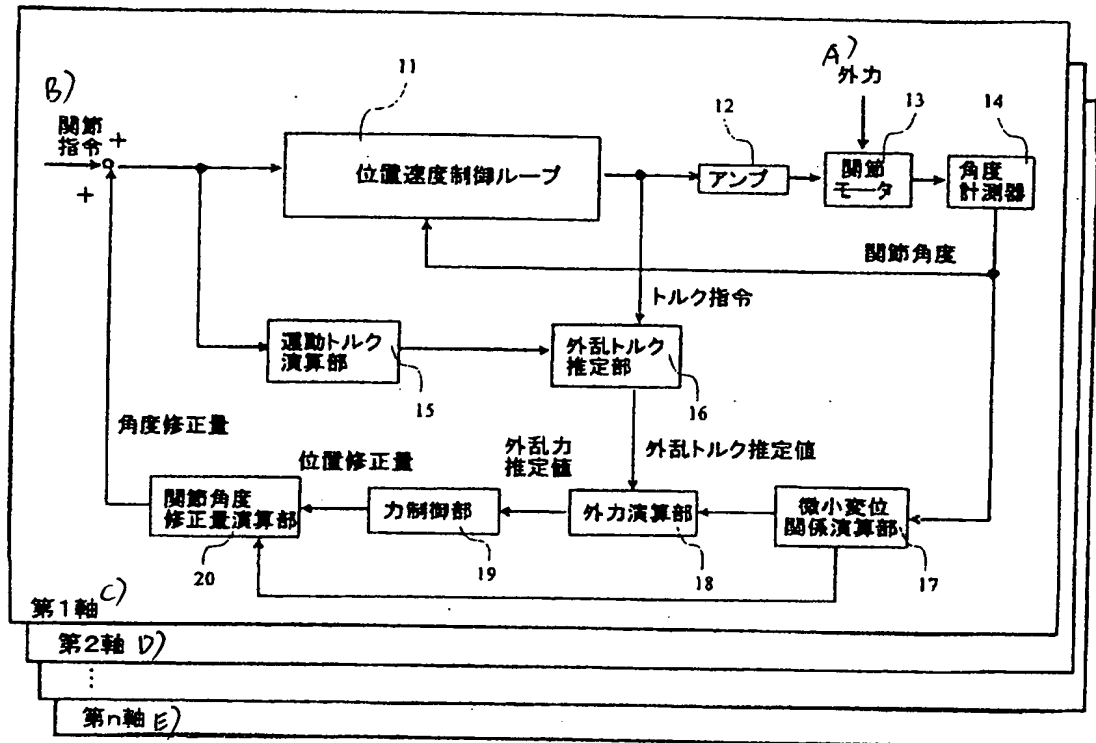 A)
外力
11
B)
関節
指令
+
+
12
13
14
位置速度制御ループ
アンプ
関節
モータ
角度
計測器
関節角度
トルク指令
運動トルク
演算部
外乱トルク
推定部
15
16
角度修正量
位置修正量
外乱力
推定値
外乱トルク推定値
関節角度
修正量演算部
力制御部
外力演算部
微小変位
関係演算部
20
19
18
17
第1軸 C)
第2軸 D)
⋮
第n軸 E)